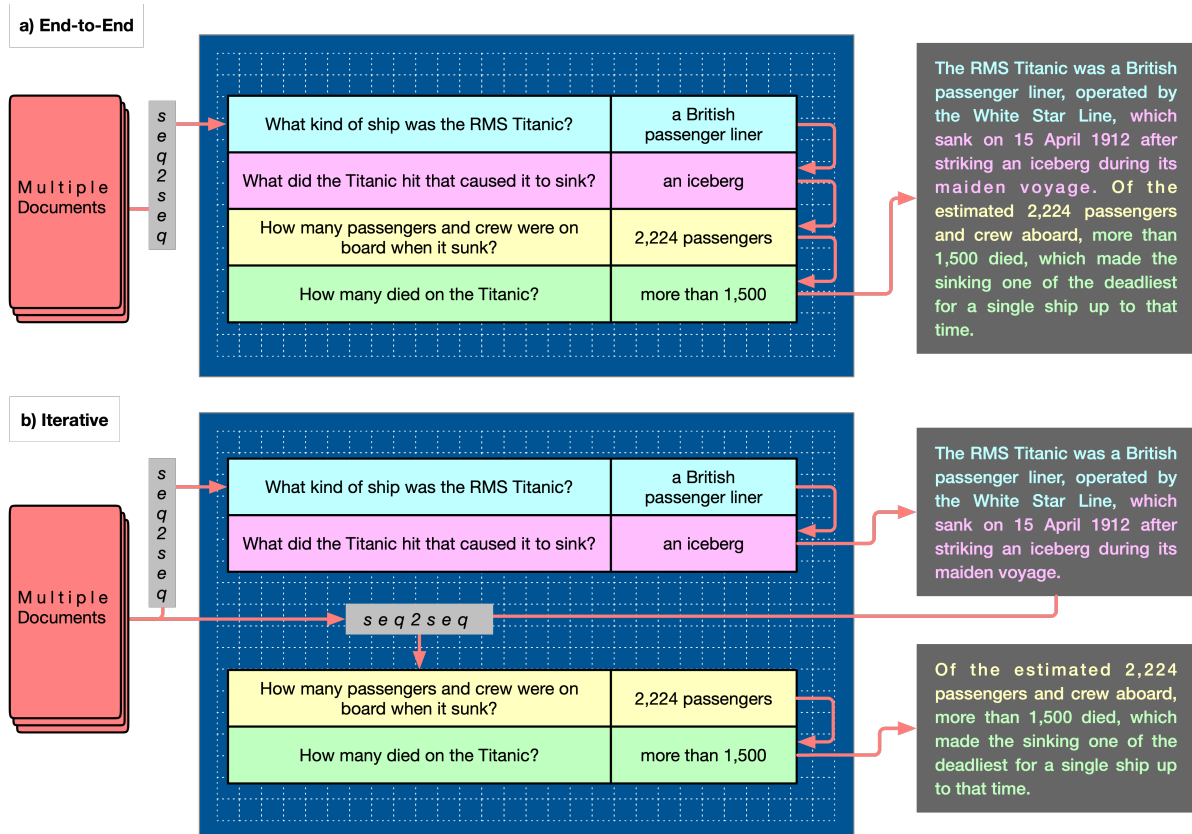 a) End-to-End
Multiple
Documents
seq2seq
What kind of ship was the RMS Titanic?
a British
passenger liner
What did the Titanic hit that caused it to sink?
an iceberg
How many passengers and crew were on
board when it sunk?
2,224 passengers
How many died on the Titanic?
more than 1,500
The RMS Titanic was a British
passenger liner, operated by
the White Star Line, which
sank on 15 April 1912 after
striking an iceberg during its
maiden voyage. Of the
estimated 2,224 passengers
and crew aboard, more than
1,500 died, which made the
sinking one of the deadliest
for a single ship up to that
time.
b) Iterative
Multiple
Documents
seq2seq
What kind of ship was the RMS Titanic?
a British
passenger liner
What did the Titanic hit that caused it to sink?
an iceberg
The RMS Titanic was a British
passenger liner, operated by
the White Star Line, which
sank on 15 April 1912 after
striking an iceberg during its
maiden voyage.
seq2seq
How many passengers and crew were on
board when it sunk?
2,224 passengers
How many died on the Titanic?
more than 1,500
Of the estimated 2,224
passengers and crew aboard,
more than 1,500 died, which
made the sinking one of the
deadliest for a single ship up
to that time.